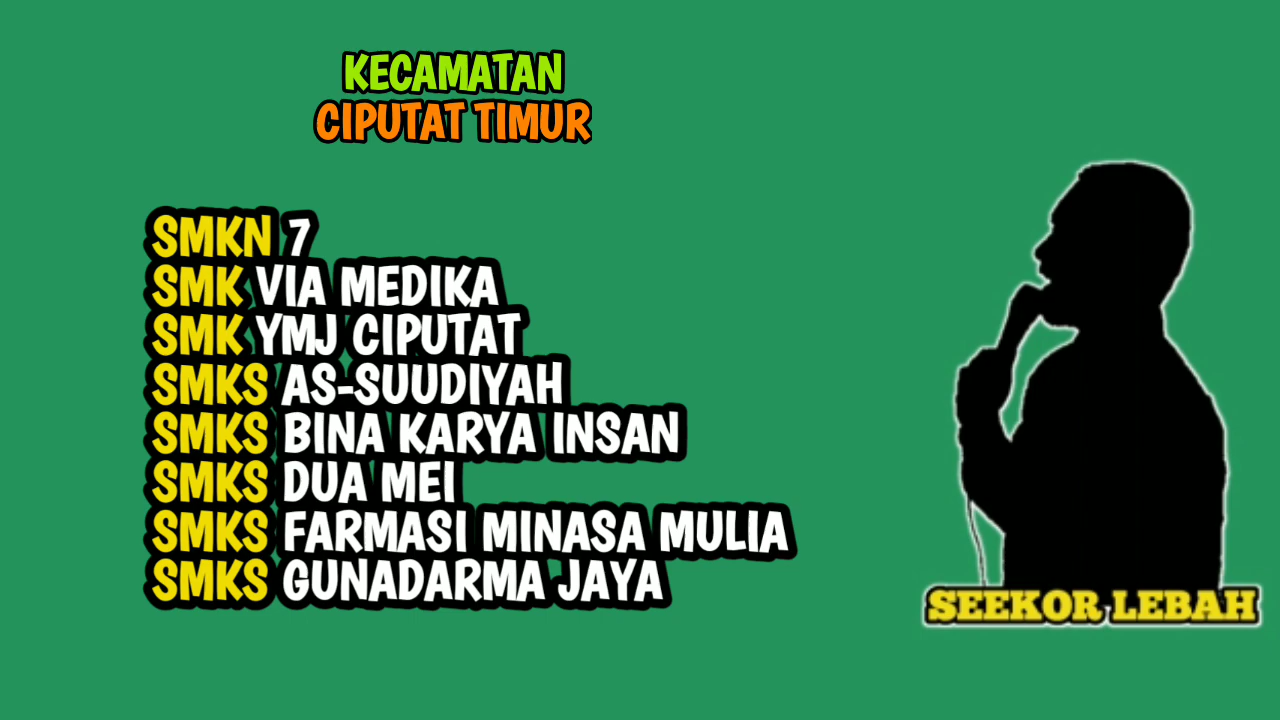 KECAMATAN
CIPUTAT TIMUR
SMKN 7
SMK VIA MEDIKA
SMK YMJ CIPUTAT
SMKS AS-SUUDIYAH
SMKS BINA KARYA INSAN
SMKS DUA MEI
SMKS FARMASI MINASA MULIA
SMKS GUNADARMA JAYA
SEEKOR LEBAH